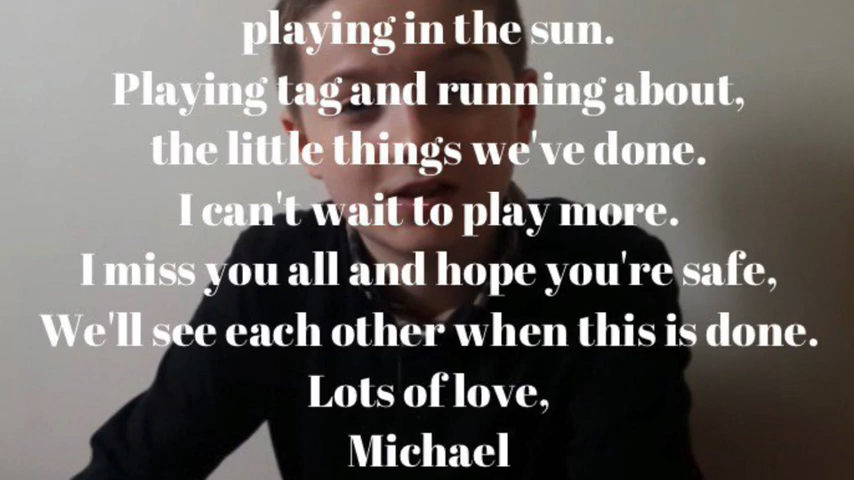 playing in the sun.
Playing tag and running about,
the little things we've done.
I can't wait to play more.
I miss you all and hope you're safe,
We'll see each other when this is done.
Lots of love,
Michael